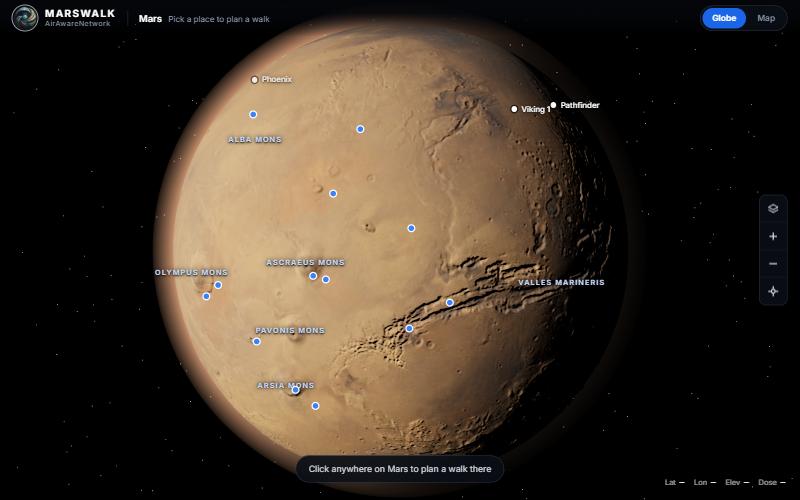 MARSWALK
AirAwareNetwork
Mars Pick a place to plan a walk
Globe Map
Phoenix
Viking 1
Pathfinder
ALBA MONS
ASCRAEUS MONS
OLYMPUS MONS
VALLES MARINERIS
PAVONIS MONS
ARSIA MONS
Click anywhere on Mars to plan a walk there
Lat – Lon – Elev – Dose –